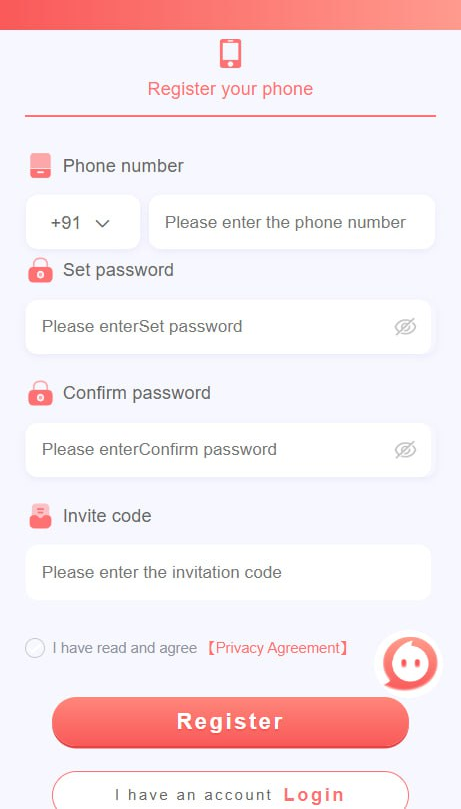 Register your phone
Phone number
+91 Please enter the phone number
Set password
Please enterSet password
Confirm password
Please enterConfirm password
Invite code
Please enter the invitation code
I have read and agree 【Privacy Agreement】
Register
I have an account Login